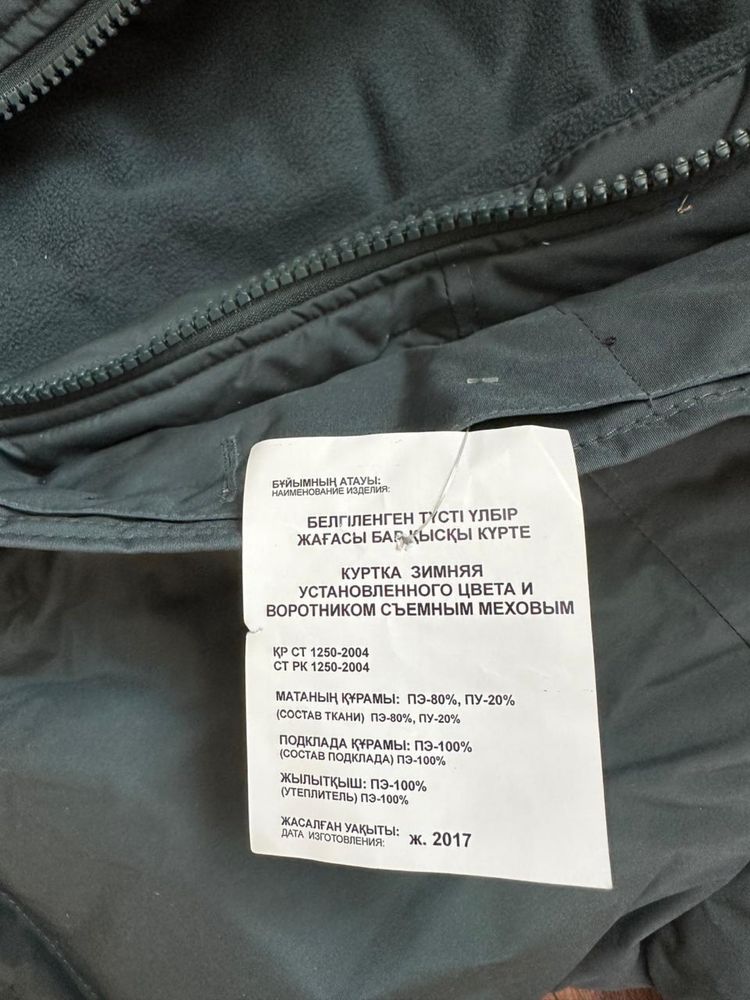 БҰЙЫМНЫҢ АТАУЫ:
НАИМЕНОВАНИЕ ИЗДЕЛИЯ:
БЕЛГІЛЕНГЕН ТҮСТІ ҮЛБІР
ЖАҒАСЫ БАР ҚЫСҚЫ КҮРТЕ
КУРТКА ЗИМНЯЯ
УСТАНОВЛЕННОГО ЦВЕТА И
ВОРОТНИКОМ СЪЕМНЫМ МЕХОВЫМ
ҚР СТ 1250-2004
СТ РК 1250-2004
МАТАНЫҢ ҚҰРАМЫ: ПЭ-80%, ПУ-20%
(СОСТАВ ТКАНИ) ПЭ-80%, ПУ-20%
ПОДКЛАДА ҚҰРАМЫ: ПЭ-100%
(СОСТАВ ПОДКЛАДА) ПЭ-100%
ЖЫЛЫТҚЫШ: ПЭ-100%
(УТЕПЛИТЕЛЬ) ПЭ-100%
ЖАСАЛҒАН УАҚЫТЫ:
ДАТА ИЗГОТОВЛЕНИЯ: ж. 2017